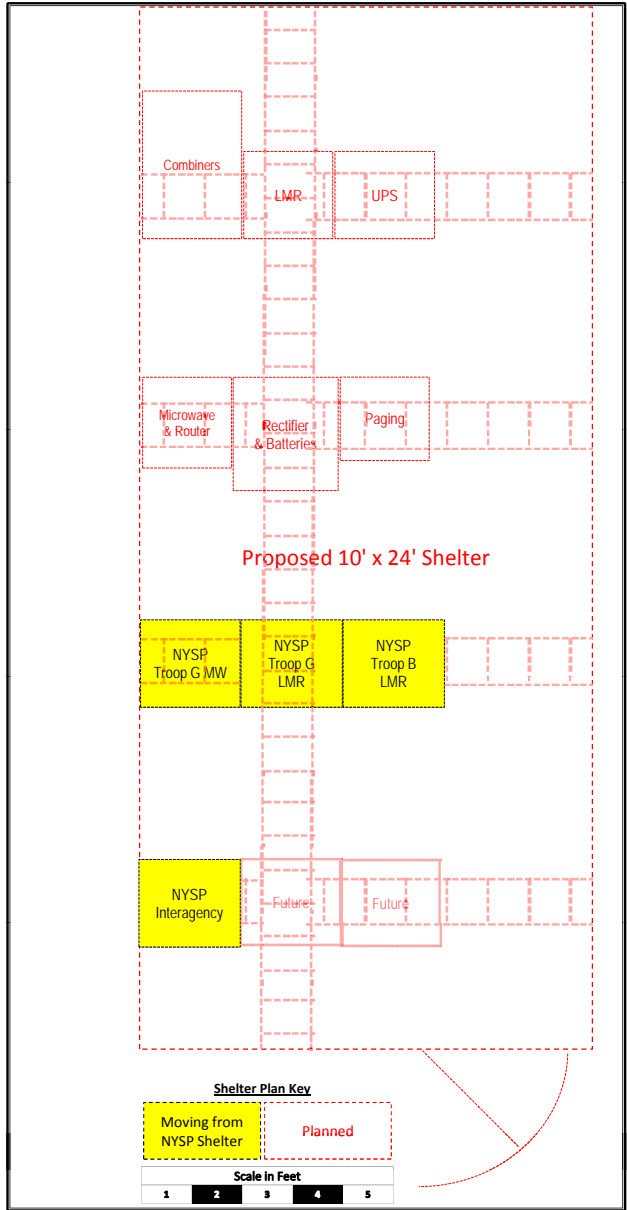 Combiners
LMR
UPS
Microwave
& Router
Rectifier
& Batteries
Paging
Proposed 10' x 24' Shelter
NYSP
Troop G MW
NYSP
Troop G
LMR
NYSP
Troop B
LMR
NYSP
Interagency
Future
Future
Shelter Plan Key
Moving from
NYSP Shelter
Planned
Scale in Feet
1 2 3 4 5